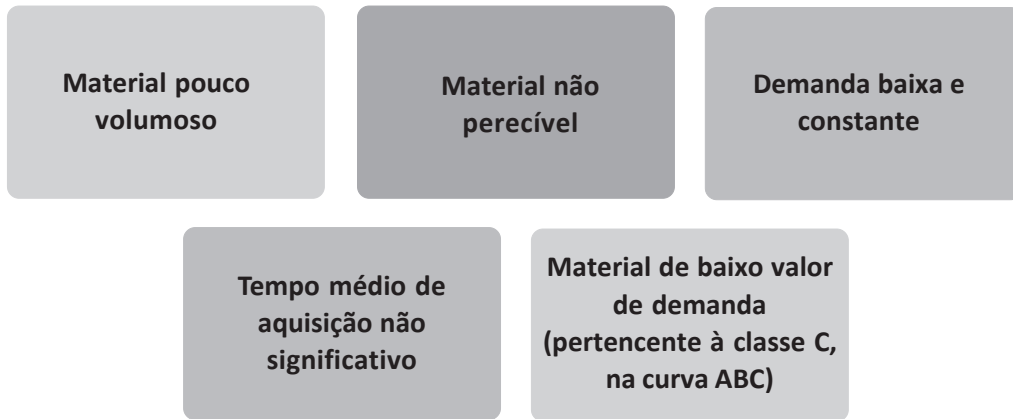 Material pouco
volumoso
Material não
perecível
Demanda baixa e
constante
Tempo médio de
aquisição não
significativo
Material de baixo valor
de demanda
(pertencente à classe C,
na curva ABC)